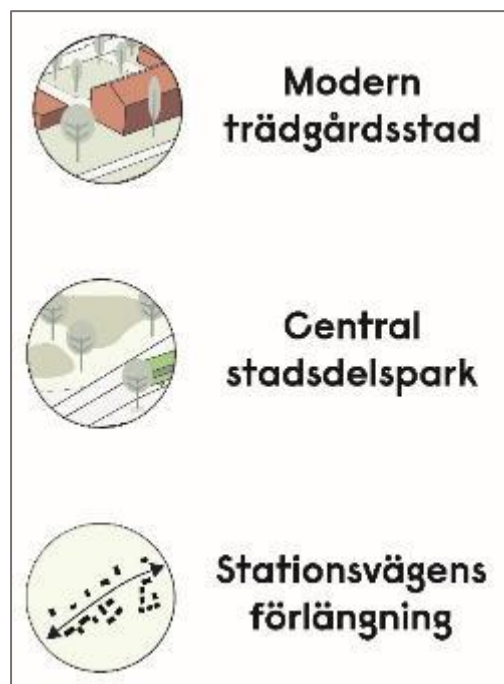 Modern
trädgårdsstad
Central
stadsdelspark
Stationsvägens
förlängning